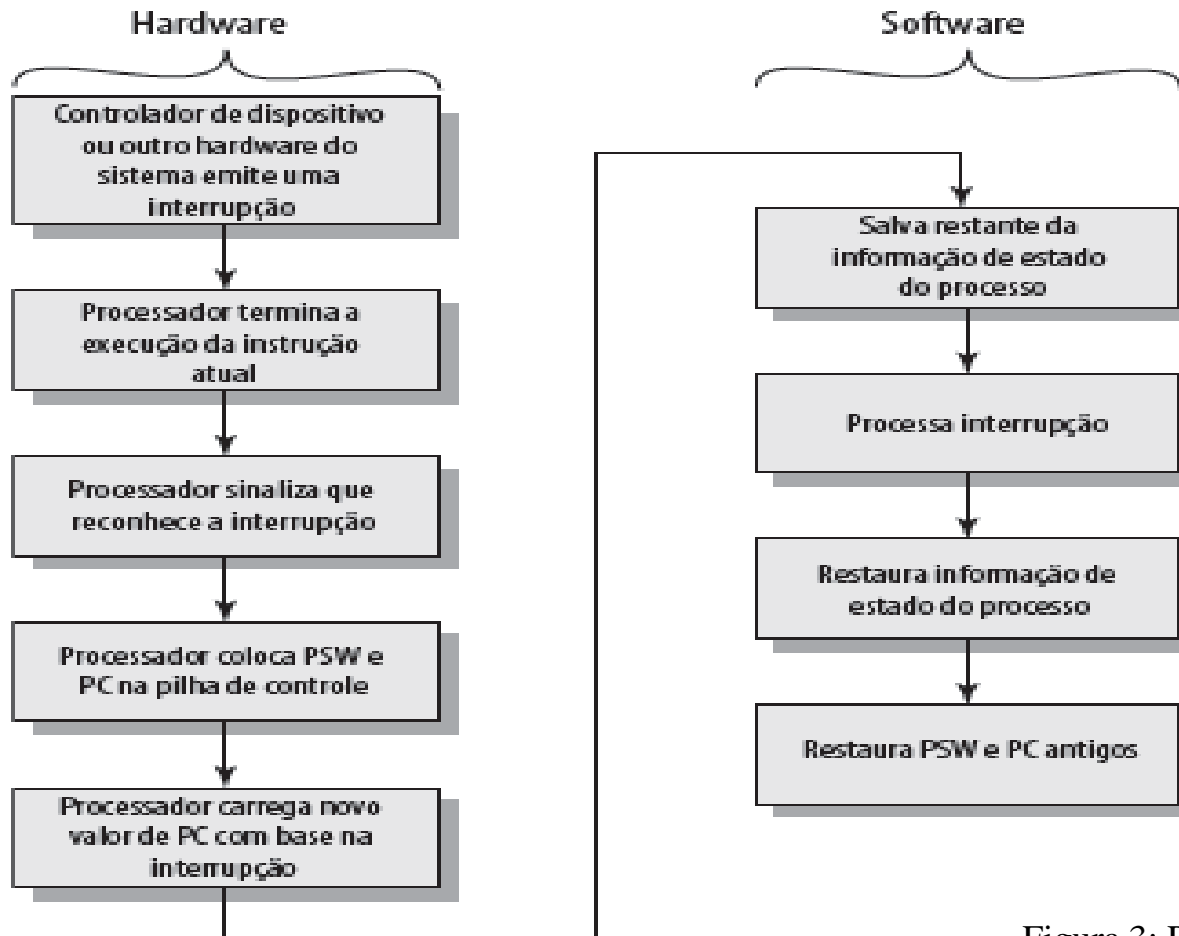 Hardware
Controlador de dispositivo
ou outro hardware do
sistema emite uma
interrupção
Processador termina a
execução da instrução
atual
Processador sinaliza que
reconhece a interrupção
Processador coloca PSW e
PC na pilha de controle
Processador carrega novo
valor de PC com base na
interrupção
Software
Salva restante da
informação de estado
do processo
Processa interrupção
Restaura informação de
estado do processo
Restaura PSW e PC antigos
Figura 3: